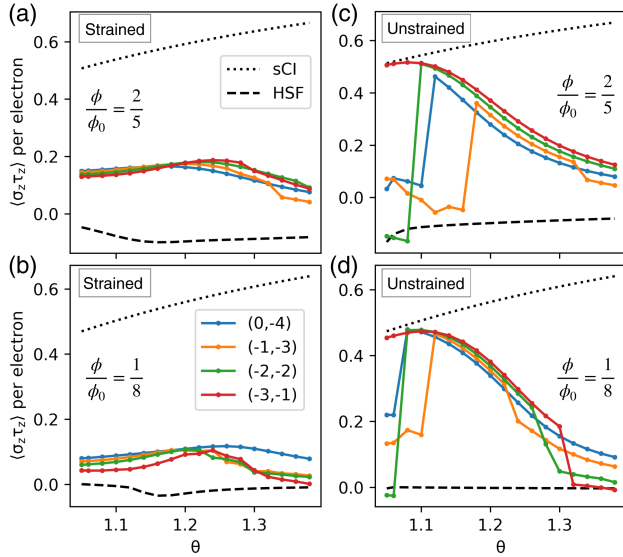 (a)
Strained
sCI
HSF
ϕ/ϕ₀ = 2/5
⟨σzτz⟩ per electron
0.6
0.4
0.2
0.0
(c)
Unstrained
ϕ/ϕ₀ = 2/5
0.6
0.4
0.2
0.0
(b)
Strained
(0,-4)
(-1,-3)
(-2,-2)
(-3,-1)
ϕ/ϕ₀ = 1/8
⟨σzτz⟩ per electron
0.6
0.4
0.2
0.0
1.1 1.2 1.3
θ
(d)
Unstrained
ϕ/ϕ₀ = 1/8
0.6
0.4
0.2
0.0
1.1 1.2 1.3
θ